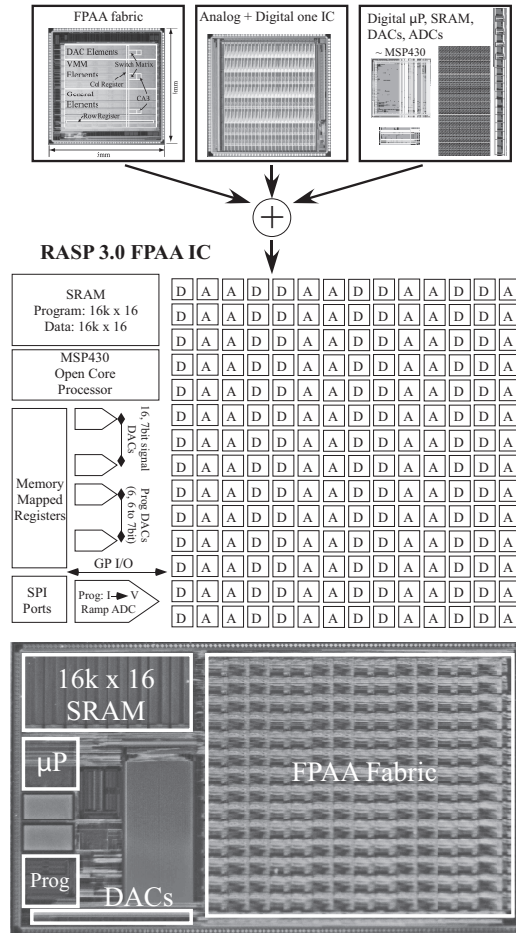 FPAA fabric
DAC Elements
VMM
Elements
Switch Matrix
Col Register
General
Elements
CAB
Row Register
5mm
Analog + Digital one IC
Digital μP, SRAM,
DACs, ADCs
~ MSP430
RASP 3.0 FPAA IC
SRAM
Program: 16k x 16
Data: 16k x 16
MSP430
Open Core
Processor
Memory
Mapped
Registers
16, 7bit signal
DACs
Prog DACs
(6, 6 to 7bit)
GP I/O
SPI
Ports
Prog: I V
Ramp ADC
D A A D D A A D D A A D D A
D A A D D A A D D A A D D A
D A A D D A A D D A A D D A
D A A D D A A D D A A D D A
D A A D D A A D D A A D D A
D A A D D A A D D A A D D A
D A A D D A A D D A A D D A
D A A D D A A D D A A D D A
D A A D D A A D D A A D D A
D A A D D A A D D A A D D A
D A A D D A A D D A A D D A
D A A D D A A D D A A D D A
D A A D D A A D D A A D D A
D A A D D A A D D A A D D A
16k x 16
SRAM
μP
Prog
DACs
FPAA Fabric